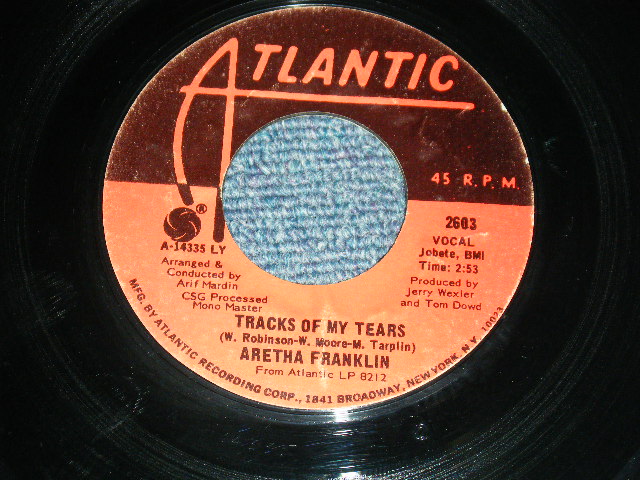 ATLANTIC
45 R.P.M.
®
A-14335 LY
Arranged &
Conducted by
Arif Mardin
CSG Processed
Mono Master
2603
VOCAL
Jobete, BMI
Time: 2:53
Produced by
Jerry Wexler
and Tom Dowd
TRACKS OF MY TEARS
(W. Robinson-W. Moore-M. Tarplin)
ARETHA FRANKLIN
From Atlantic LP 8212
MFG. BY ATLANTIC RECORDING CORP., 1841 BROADWAY, NEW YORK, N.Y. 10023